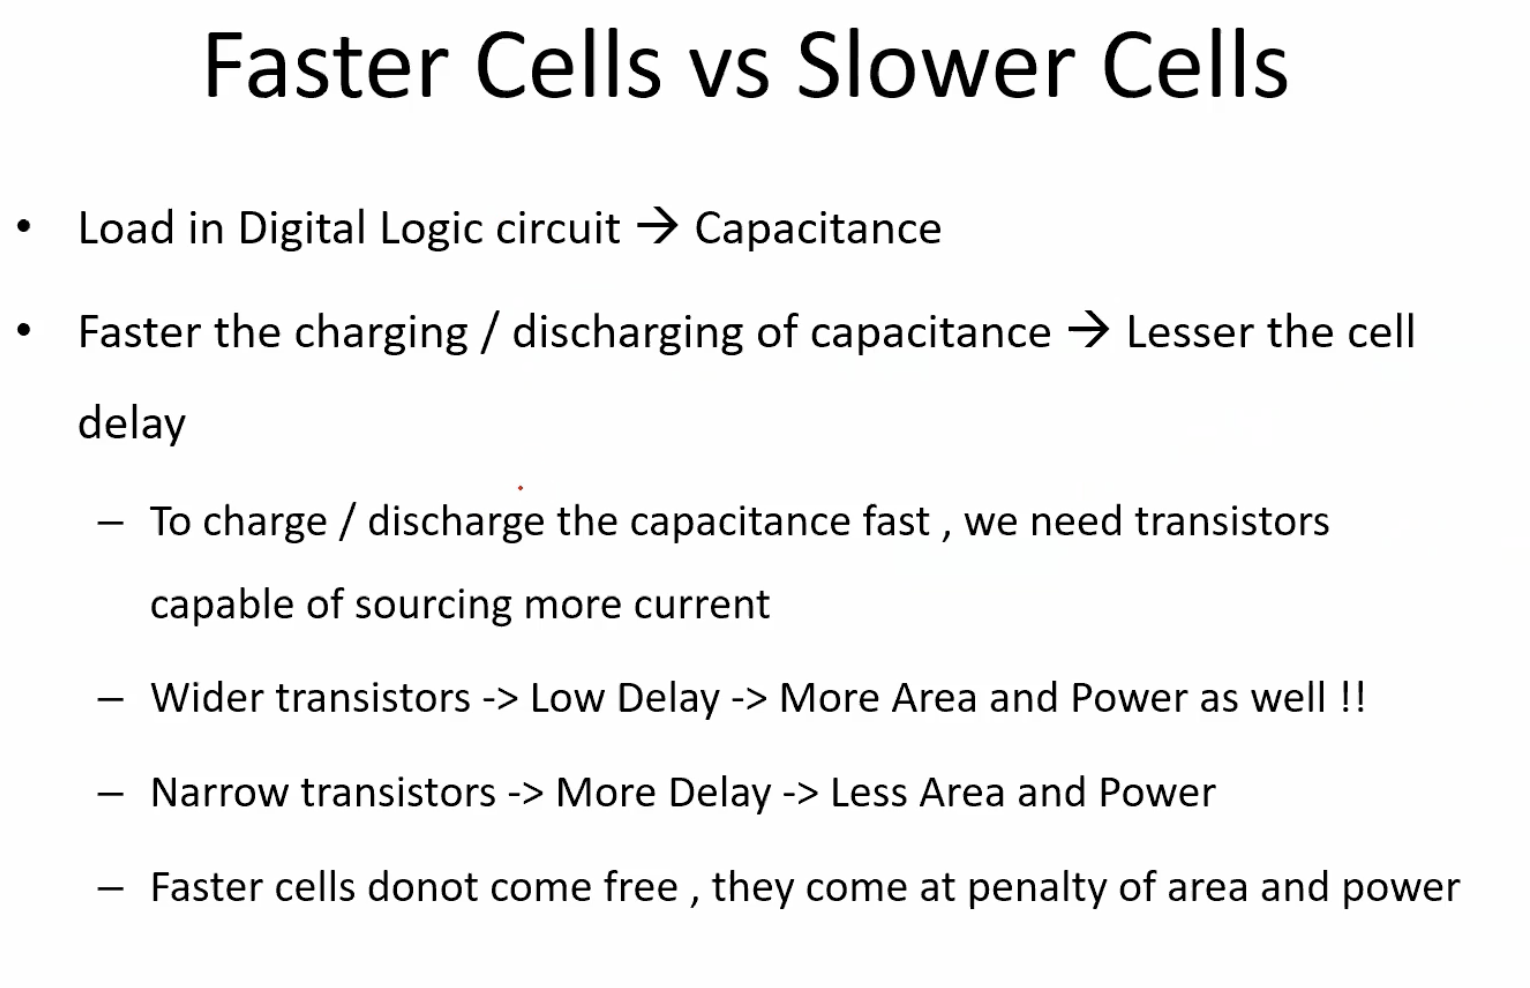 Faster Cells vs Slower Cells
• Load in Digital Logic circuit → Capacitance
• Faster the charging / discharging of capacitance → Lesser the cell
delay
– To charge / discharge the capacitance fast , we need transistors
capable of sourcing more current
– Wider transistors -> Low Delay -> More Area and Power as well !!
– Narrow transistors -> More Delay -> Less Area and Power
– Faster cells donot come free , they come at penalty of area and power